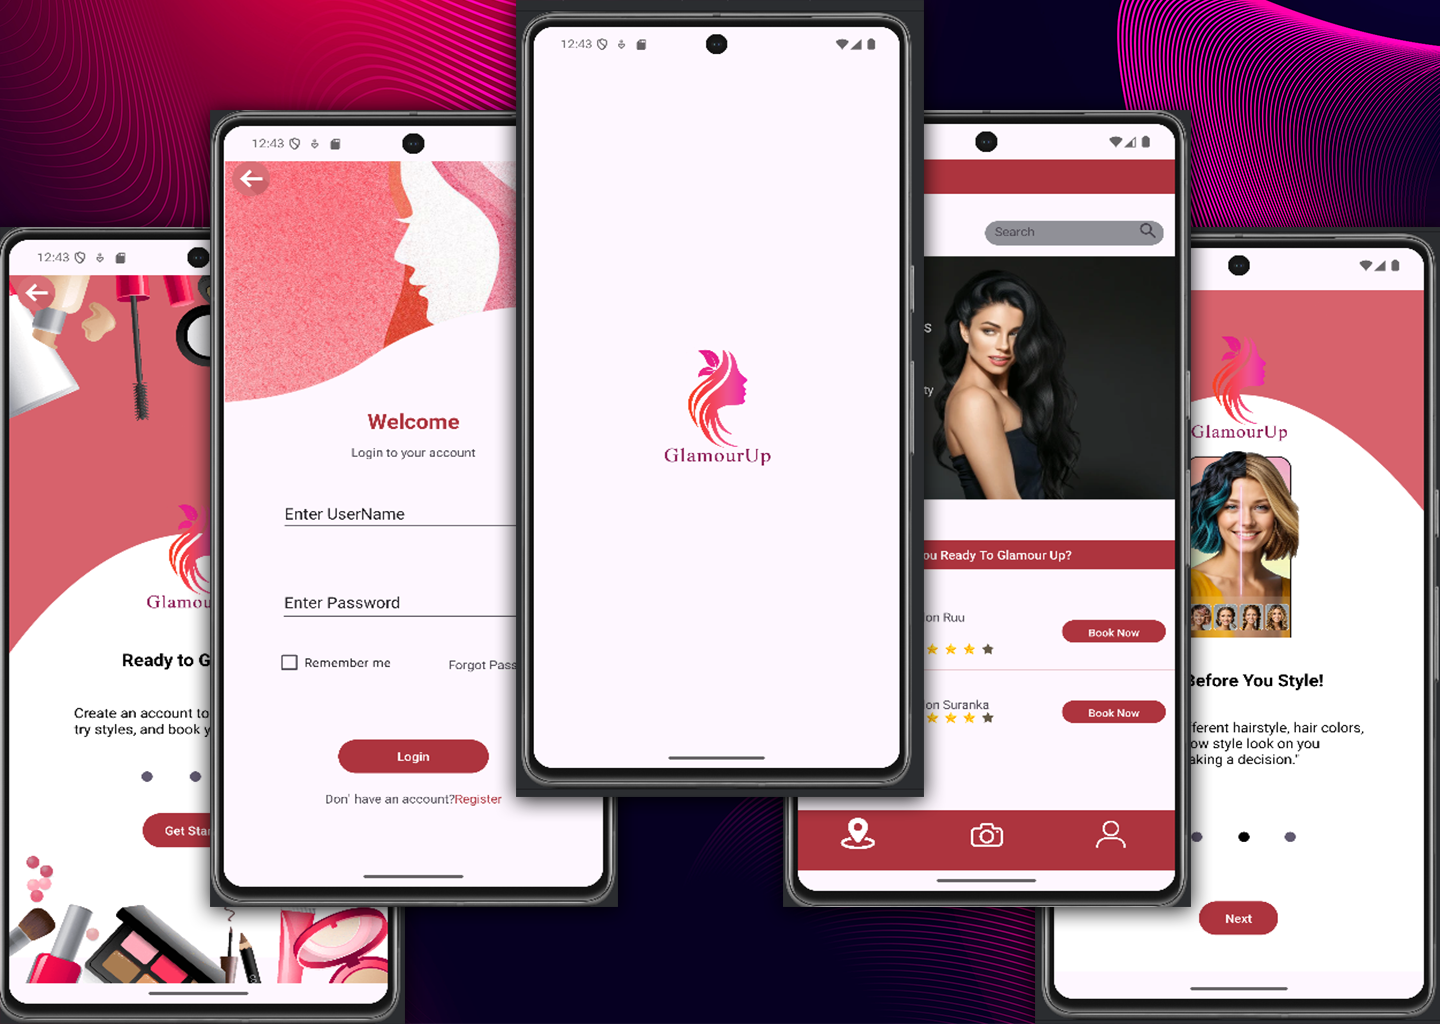 12:43
Ready to G
Create an account to
try styles, and book y
Get Star
12:43
Welcome
Login to your account
Enter UserName
Enter Password
Remember me
Forgot Pass
Login
Don' have an account?Register
12:43
GlamourUp
Search
s
ty
ou Ready To Glamour Up?
on Ruu
Book Now
on Suranka
Book Now
GlamourUp
Before You Style!
ferent hairstyle, hair colors,
ow style look on you
aking a decision."
Next
GlamourUp